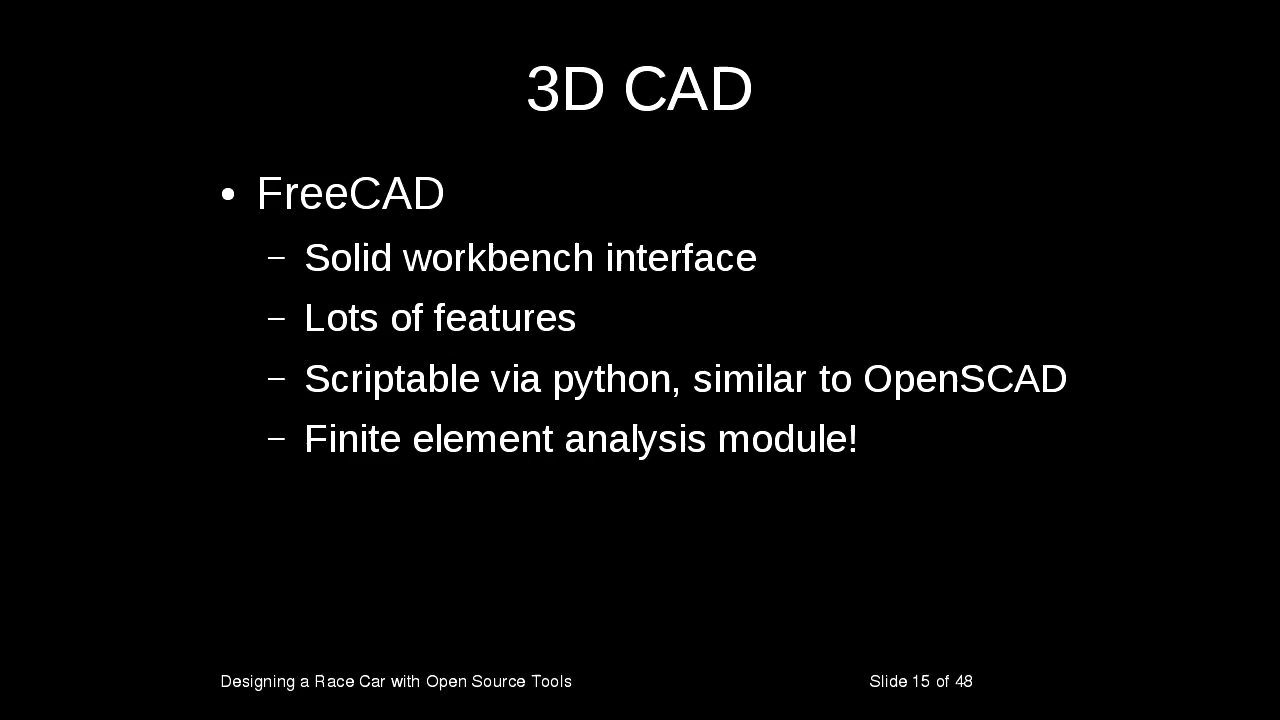 3D CAD
• FreeCAD
– Solid workbench interface
– Lots of features
– Scriptable via python, similar to OpenSCAD
– Finite element analysis module!
Designing a Race Car with Open Source Tools
Slide 15 of 48